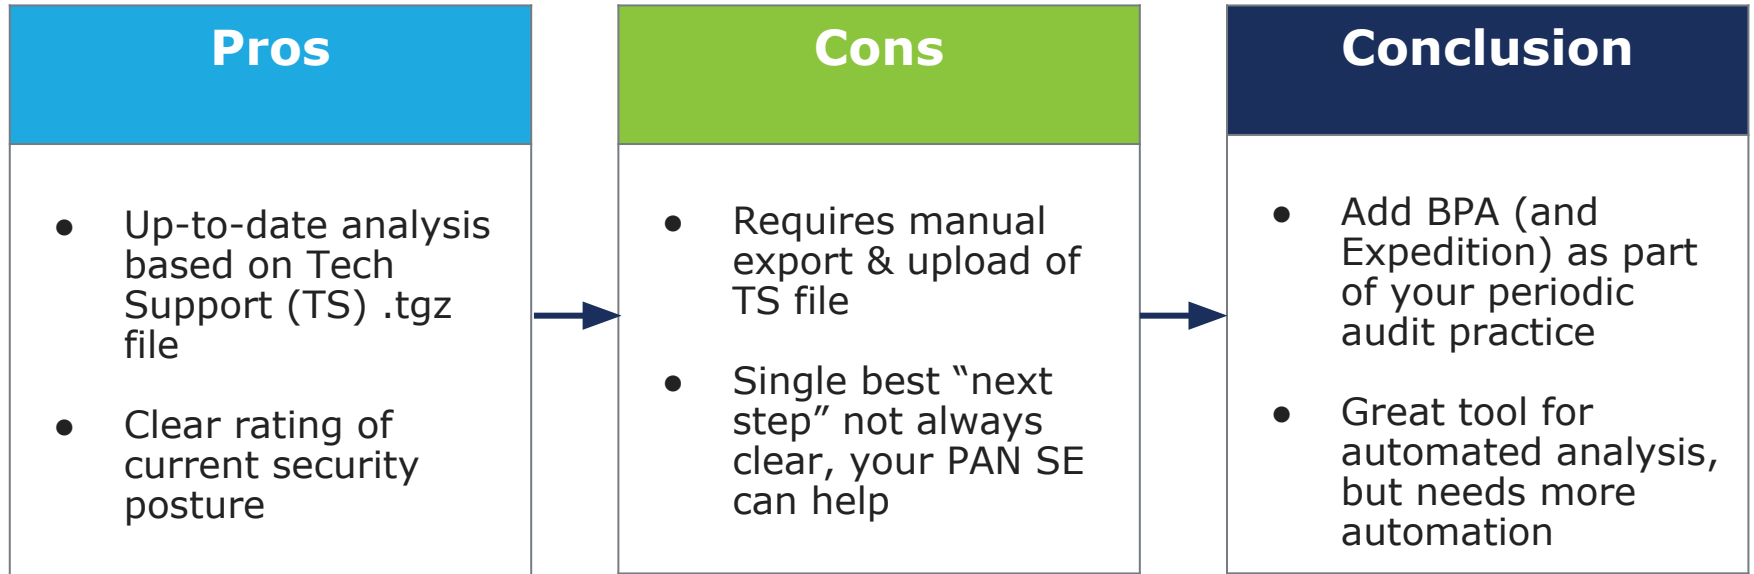 Pros
● Up-to-date analysis
based on Tech
Support (TS) .tgz
file
● Clear rating of
current security
posture
Cons
● Requires manual
export & upload of
TS file
● Single best “next
step” not always
clear, your PAN SE
can help
Conclusion
● Add BPA (and
Expedition) as part
of your periodic
audit practice
● Great tool for
automated analysis,
but needs more
automation